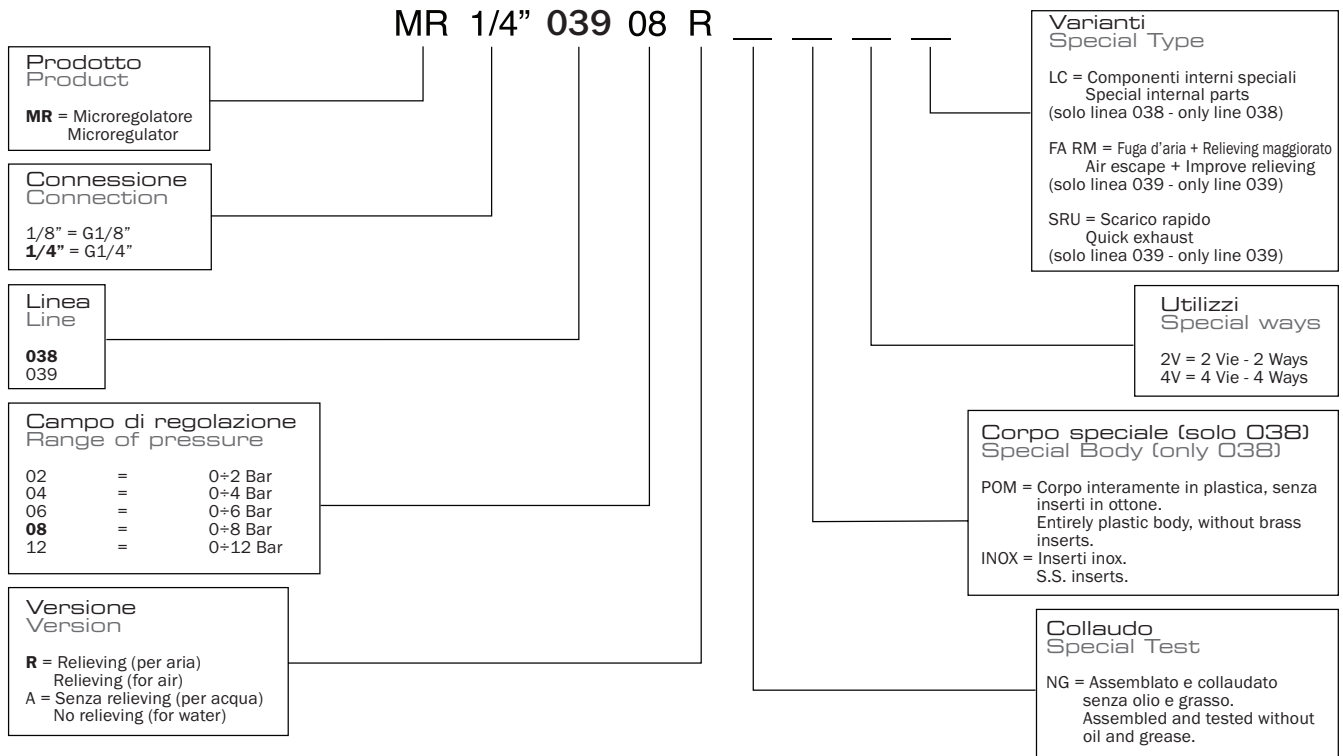 MR 1/4” 039 08 R __ __ __ __
Prodotto
Product
MR = Microregolatore
Microregulator
Connessione
Connection
1/8” = G1/8”
1/4” = G1/4”
Linea
Line
038
039
Campo di regolazione
Range of pressure
02 = 0÷2 Bar
04 = 0÷4 Bar
06 = 0÷6 Bar
08 = 0÷8 Bar
12 = 0÷12 Bar
Versione
Version
R = Relieving (per aria)
Relieving (for air)
A = Senza relieving (per acqua)
No relieving (for water)
Varianti
Special Type
LC = Componenti interni speciali
Special internal parts
(solo linea 038 - only line 038)
FA RM = Fuga d’aria + Relieving maggiorato
Air escape + Improve relieving
(solo linea 039 - only line 039)
SRU = Scarico rapido
Quick exhaust
(solo linea 039 - only line 039)
Utilizzi
Special ways
2V = 2 Vie - 2 Ways
4V = 4 Vie - 4 Ways
Corpo speciale (solo 038)
Special Body (only 038)
POM = Corpo interamente in plastica, senza
inserti in ottone.
Entirely plastic body, without brass
inserts.
INOX = Inserti inox.
S.S. inserts.
Collaudo
Special Test
NG = Assemblato e collaudato
senza olio e grasso.
Assembled and tested without
oil and grease.